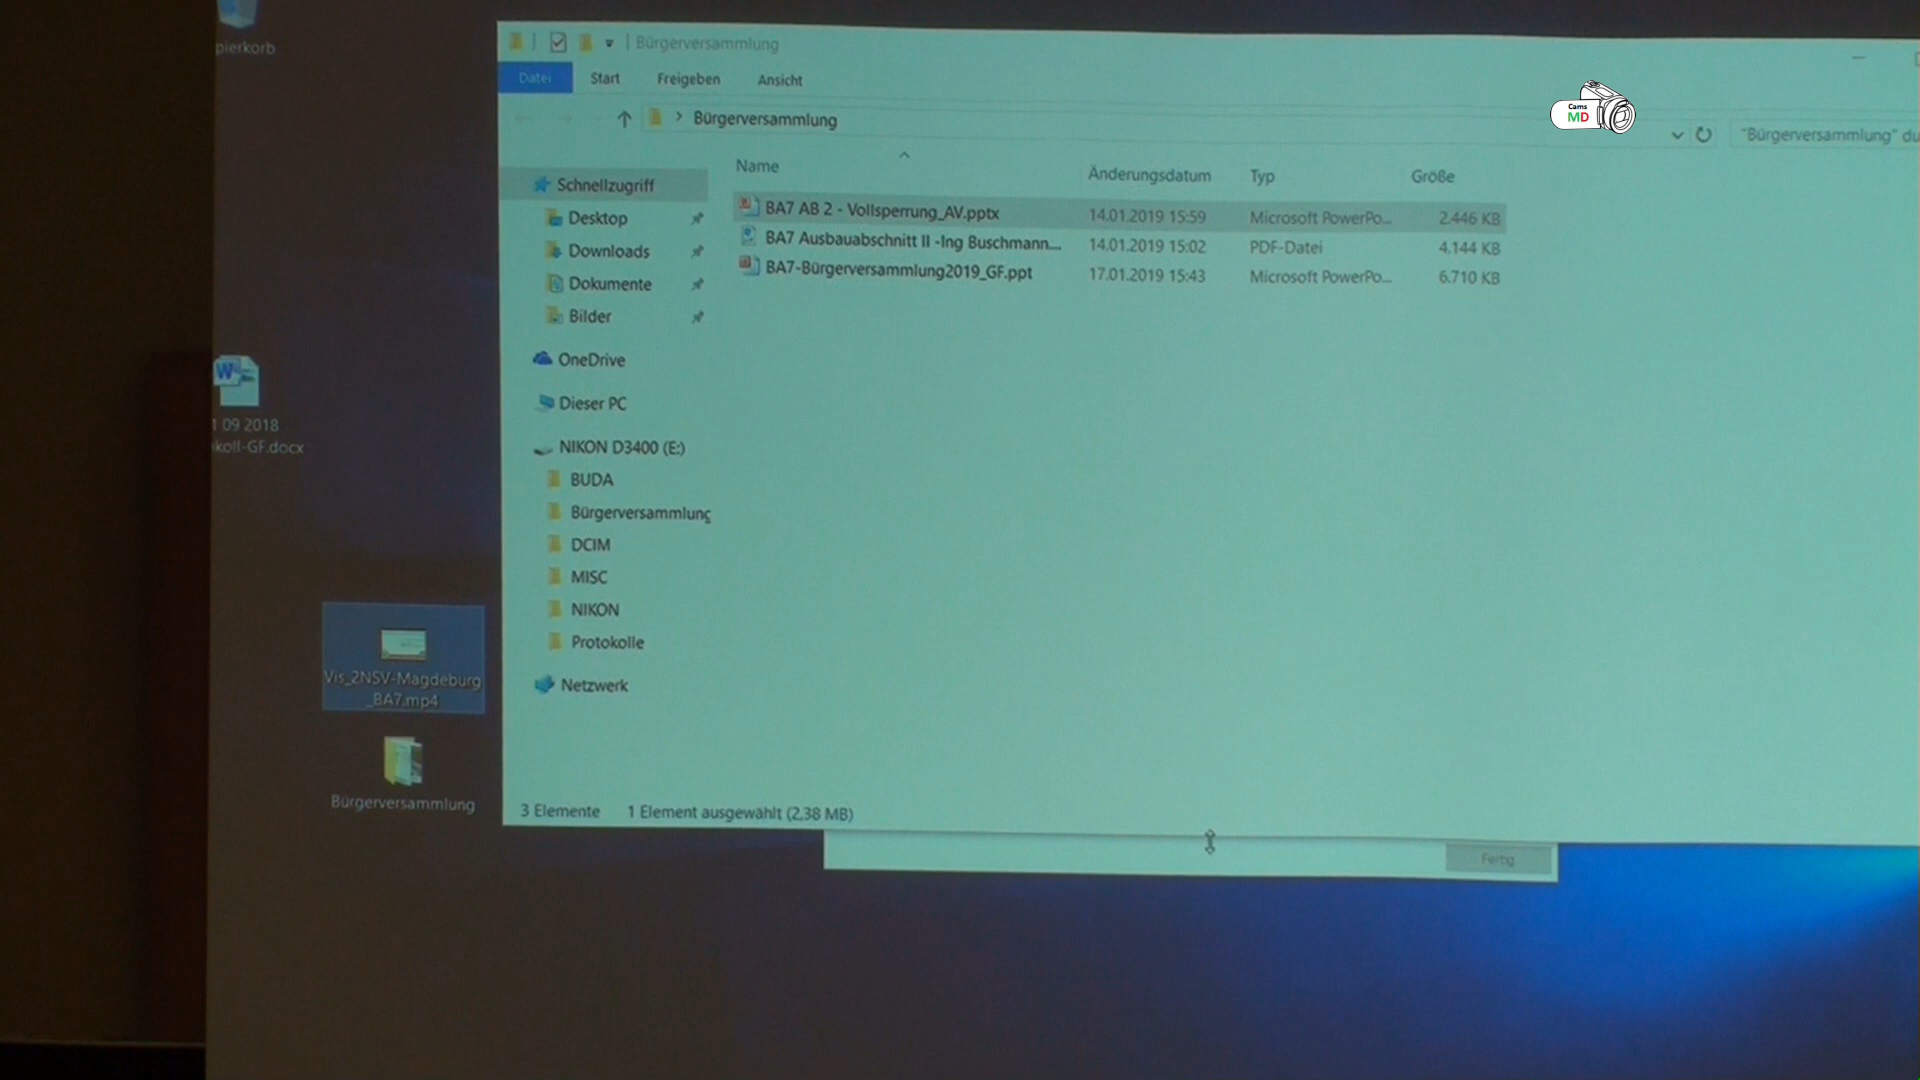 pierkorb
Bürgerversammlung
Datei Start Freigeben Ansicht
Cams
MD
Bürgerversammlung
"Bürgerversammlung" du
Name Änderungsdatum Typ Größe
Schnellzugriff
Desktop
Downloads
Dokumente
Bilder
OneDrive
Dieser PC
NIKON D3400 (E:)
BUDA
Bürgerversammlung
DCIM
MISC
NIKON
Protokolle
Netzwerk
BA7 AB 2 - Vollsperrung_AV.pptx 14.01.2019 15:59 Microsoft PowerPo... 2.446 KB
BA7 Ausbauabschnitt II -Ing Buschmann... 14.01.2019 15:02 PDF-Datei 4.144 KB
BA7-Bürgerversammlung2019_GF.ppt 17.01.2019 15:43 Microsoft PowerPo... 6.710 KB
1 09 2018
koll-GF.docx
Vis_2NSV-Magdeburg
_BA7.mp4
Bürgerversammlung
3 Elemente 1 Element ausgewählt (2,38 MB)
Fertig